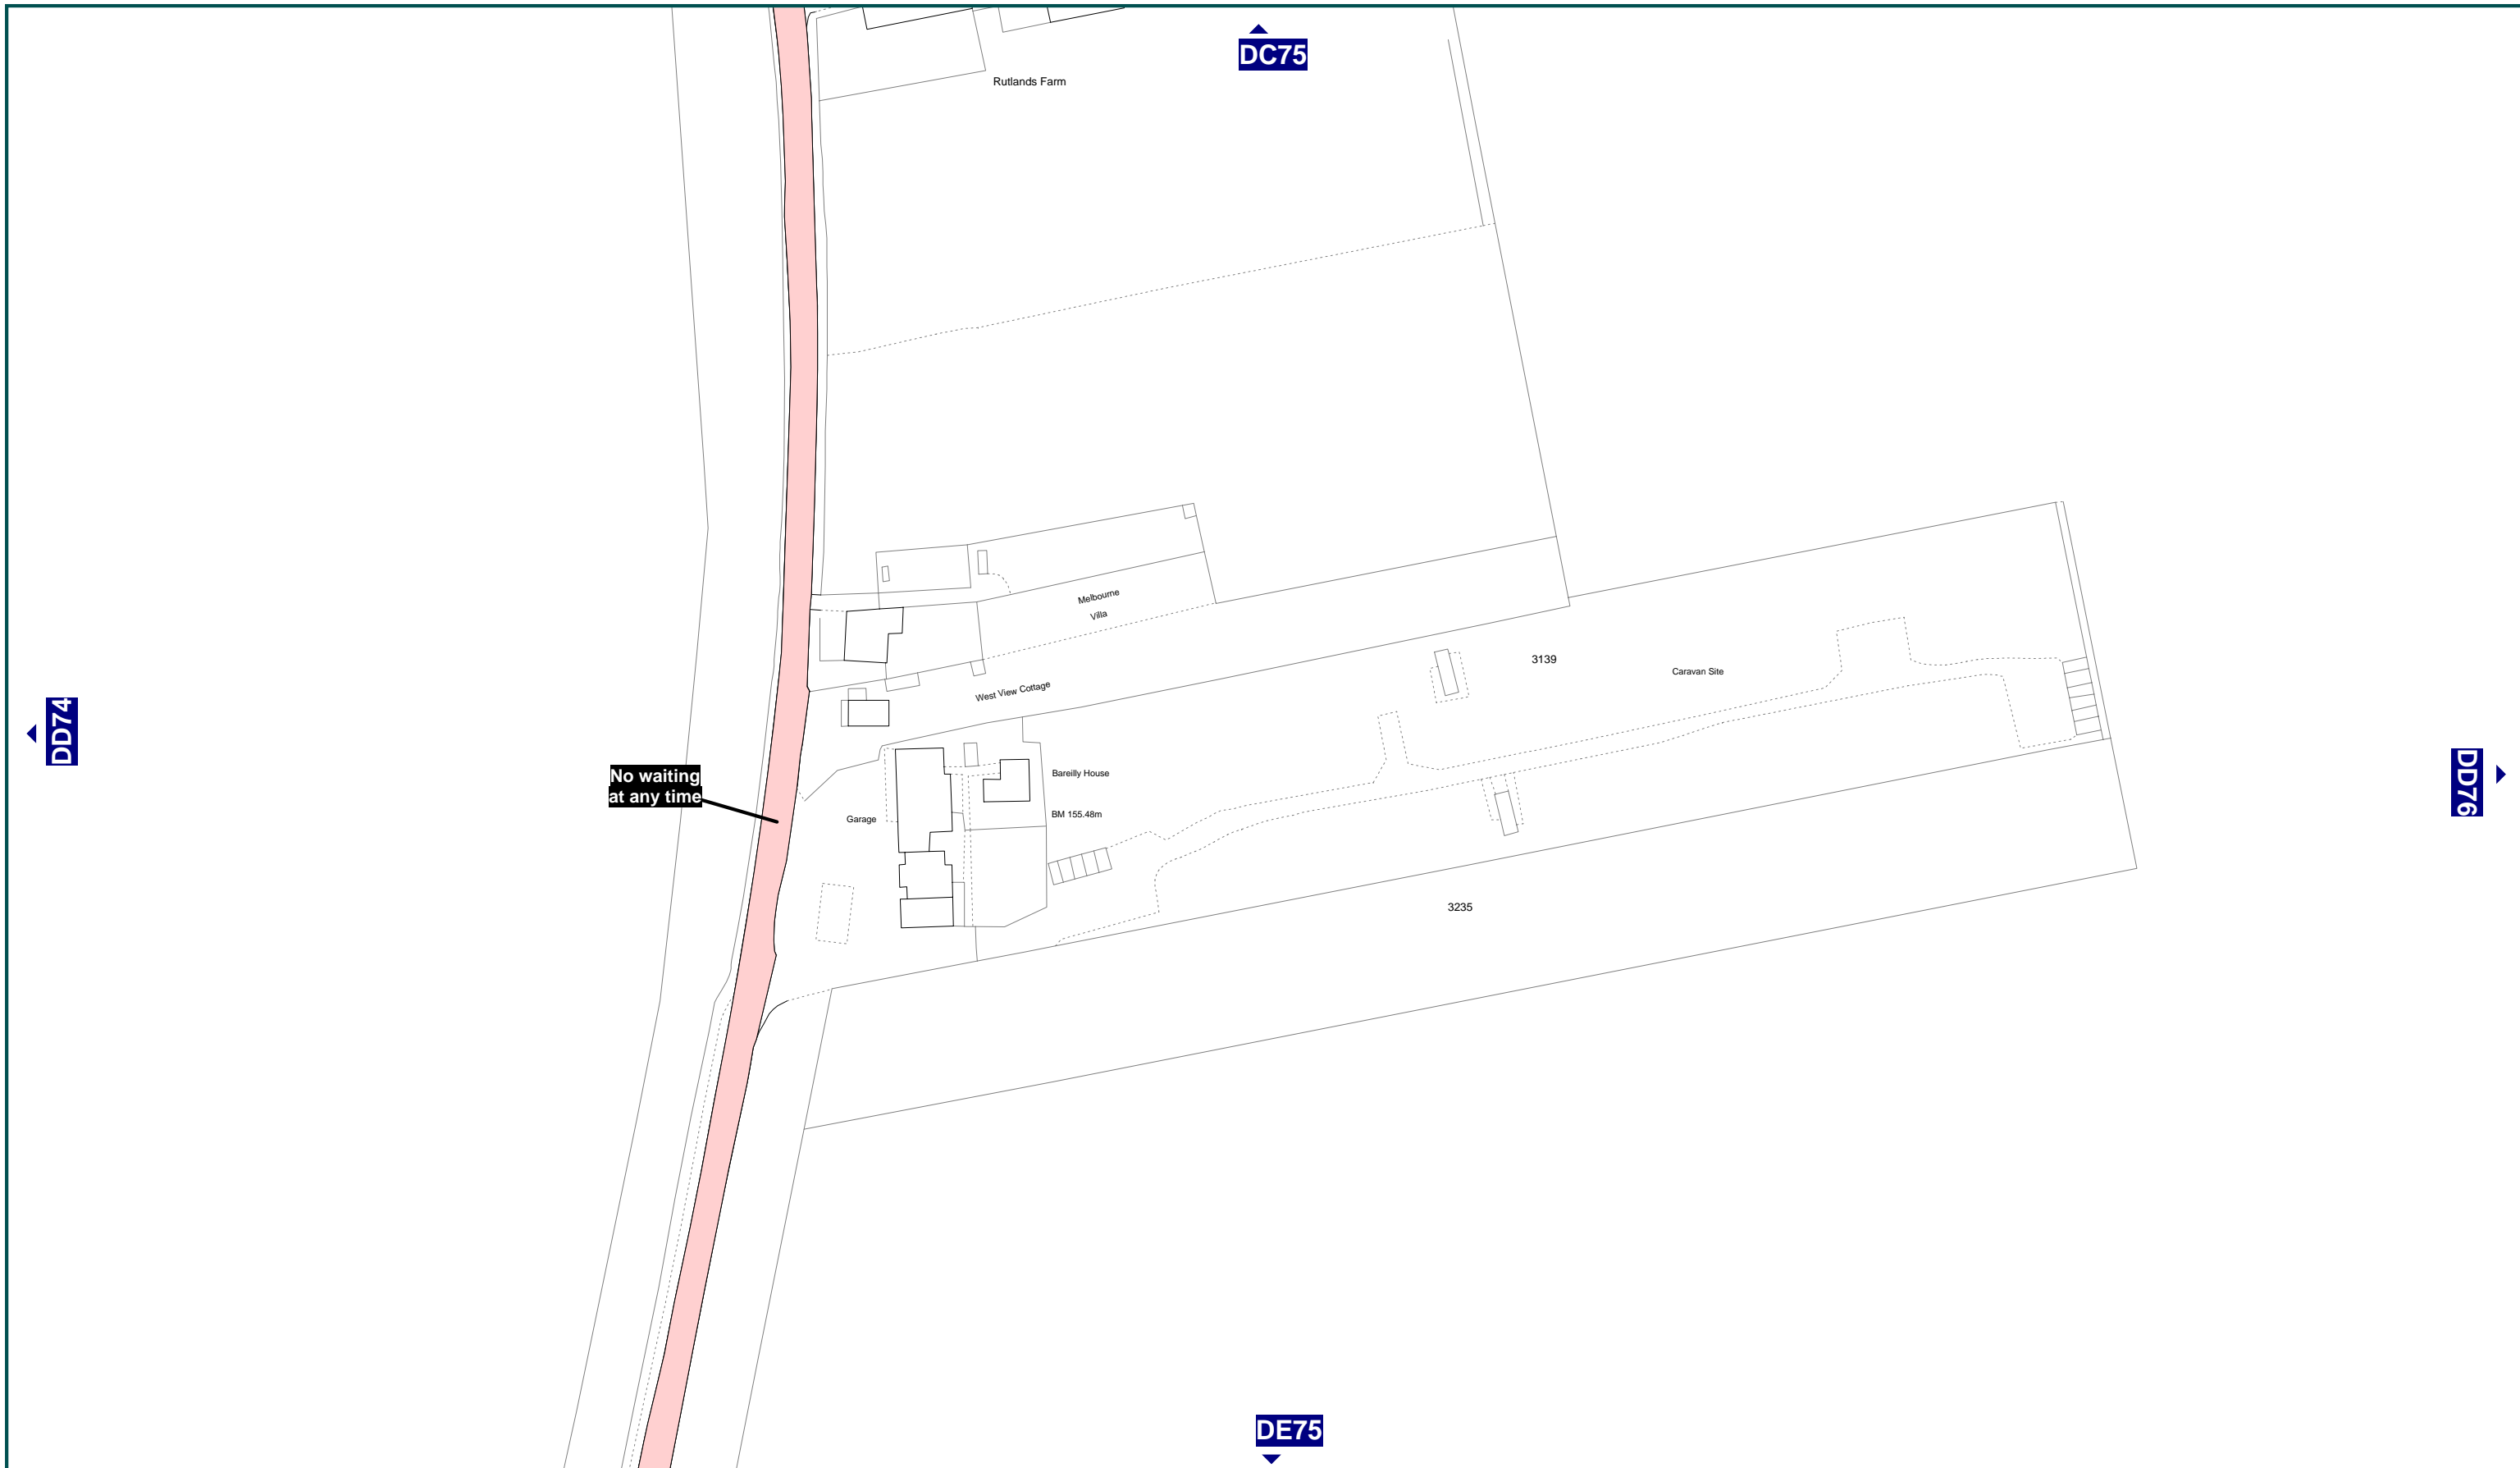 DC75
Rutlands Farm
Melbourne
Villa
3139
Caravan Site
West View Cottage
DD74
No waiting
at any time
Bareilly House
DD76
BM 155.48m
Garage
3235
DE75